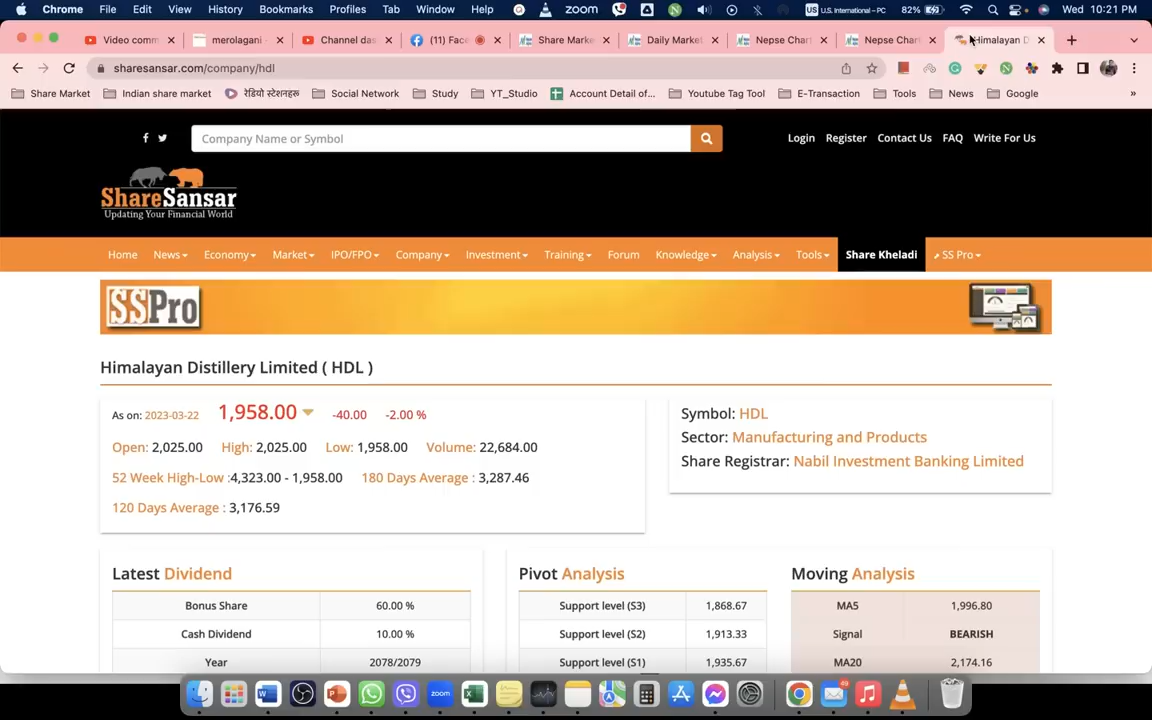 Chrome File Edit View History Bookmarks Profiles Tab Window Help zoom U.S. International – PC 82% Wed 10:21 PM
Video comm merolagani - Channel das (11) Face Share Marke Daily Market Nepse Chart Nepse Chart Himalayan D
sharesansar.com/company/hdl
Share Market Indian share market रेडियो स्टेशनहरू Social Network Study YT_Studio Account Detail of... Youtube Tag Tool E-Transaction Tools News Google »
Company Name or Symbol
Login Register Contact Us FAQ Write For Us
ShareSansar
Updating Your Financial World
Home News Economy Market IPO/FPO Company Investment Training Forum Knowledge Analysis Tools Share Kheladi SS Pro
SSPro
Himalayan Distillery Limited ( HDL )
As on: 2023-03-22 1,958.00 -40.00 -2.00 %
Open: 2,025.00 High: 2,025.00 Low: 1,958.00 Volume: 22,684.00
52 Week High-Low :4,323.00 - 1,958.00 180 Days Average : 3,287.46
120 Days Average : 3,176.59
Symbol: HDL
Sector: Manufacturing and Products
Share Registrar: Nabil Investment Banking Limited
Latest Dividend
Bonus Share 60.00 %
Cash Dividend 10.00 %
Year 2078/2079
Pivot Analysis
Support level (S3) 1,868.67
Support level (S2) 1,913.33
Support level (S1) 1,935.67
Moving Analysis
MA5 1,996.80
Signal BEARISH
MA20 2,174.16
zoom